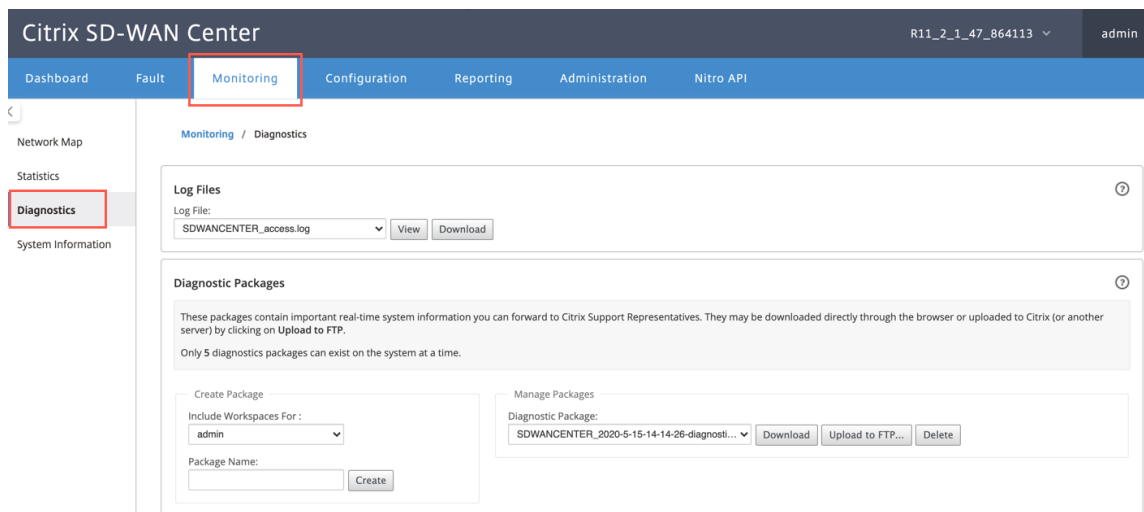 Citrix SD-WAN Center
R11_2_1_47_864113
admin
Dashboard
Fault
Monitoring
Configuration
Reporting
Administration
Nitro API
Network Map
Statistics
Diagnostics
System Information
Monitoring / Diagnostics
Log Files
Log File:
SDWANCENTER_access.log
View
Download
Diagnostic Packages
These packages contain important real-time system information you can forward to Citrix Support Representatives. They may be downloaded directly through the browser or uploaded to Citrix (or another
server) by clicking on Upload to FTP.
Only 5 diagnostics packages can exist on the system at a time.
Create Package
Include Workspaces For :
admin
Package Name:
Create
Manage Packages
Diagnostic Package:
SDWANCENTER_2020-5-15-14-14-26-diagnosti...
Download
Upload to FTP...
Delete